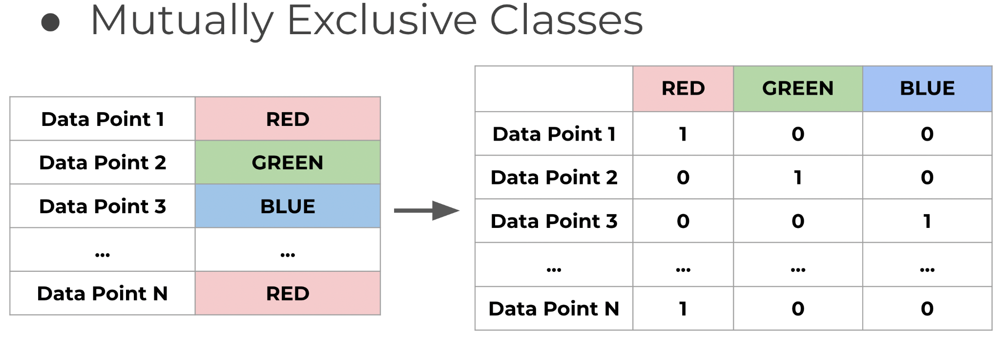 ● Mutually Exclusive Classes
Data Point 1 RED
Data Point 2 GREEN
Data Point 3 BLUE
... ...
Data Point N RED
RED GREEN BLUE
Data Point 1 1 0 0
Data Point 2 0 1 0
Data Point 3 0 0 1
... ... ... ...
Data Point N 1 0 0